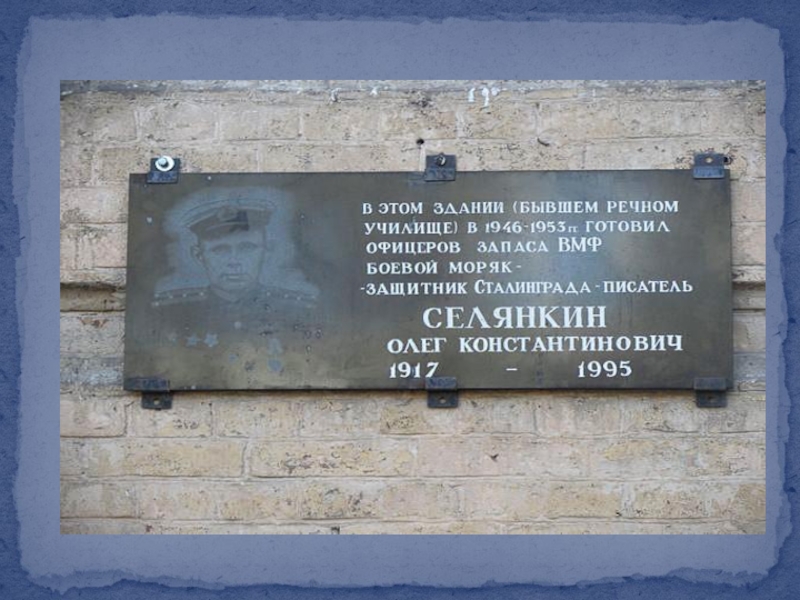 В ЭТОМ ЗДАНИИ (БЫВШЕМ РЕЧНОМ
УЧИЛИЩЕ) В 1946-1953гг. ГОТОВИЛ
ОФИЦЕРОВ ЗАПАСА ВМФ
БОЕВОЙ МОРЯК -
-ЗАЩИТНИК СТАЛИНГРАДА - ПИСАТЕЛЬ
СЕЛЯНКИН
ОЛЕГ КОНСТАНТИНОВИЧ
1917 - 1995